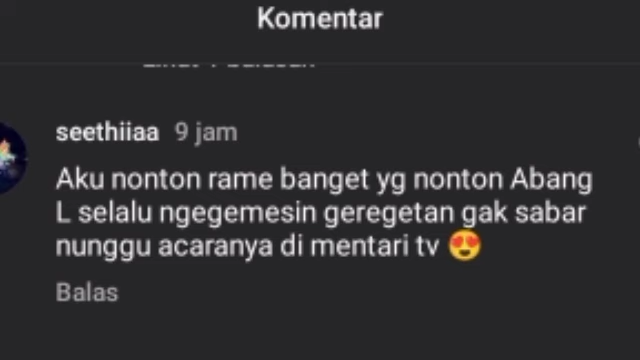 Komentar
seethiiaa 9 jam
Aku nonton rame banget yg nonton Abang
L selalu ngegemesin geregetan gak sabar
nunggu acaranya di mentari tv 😍
Balas